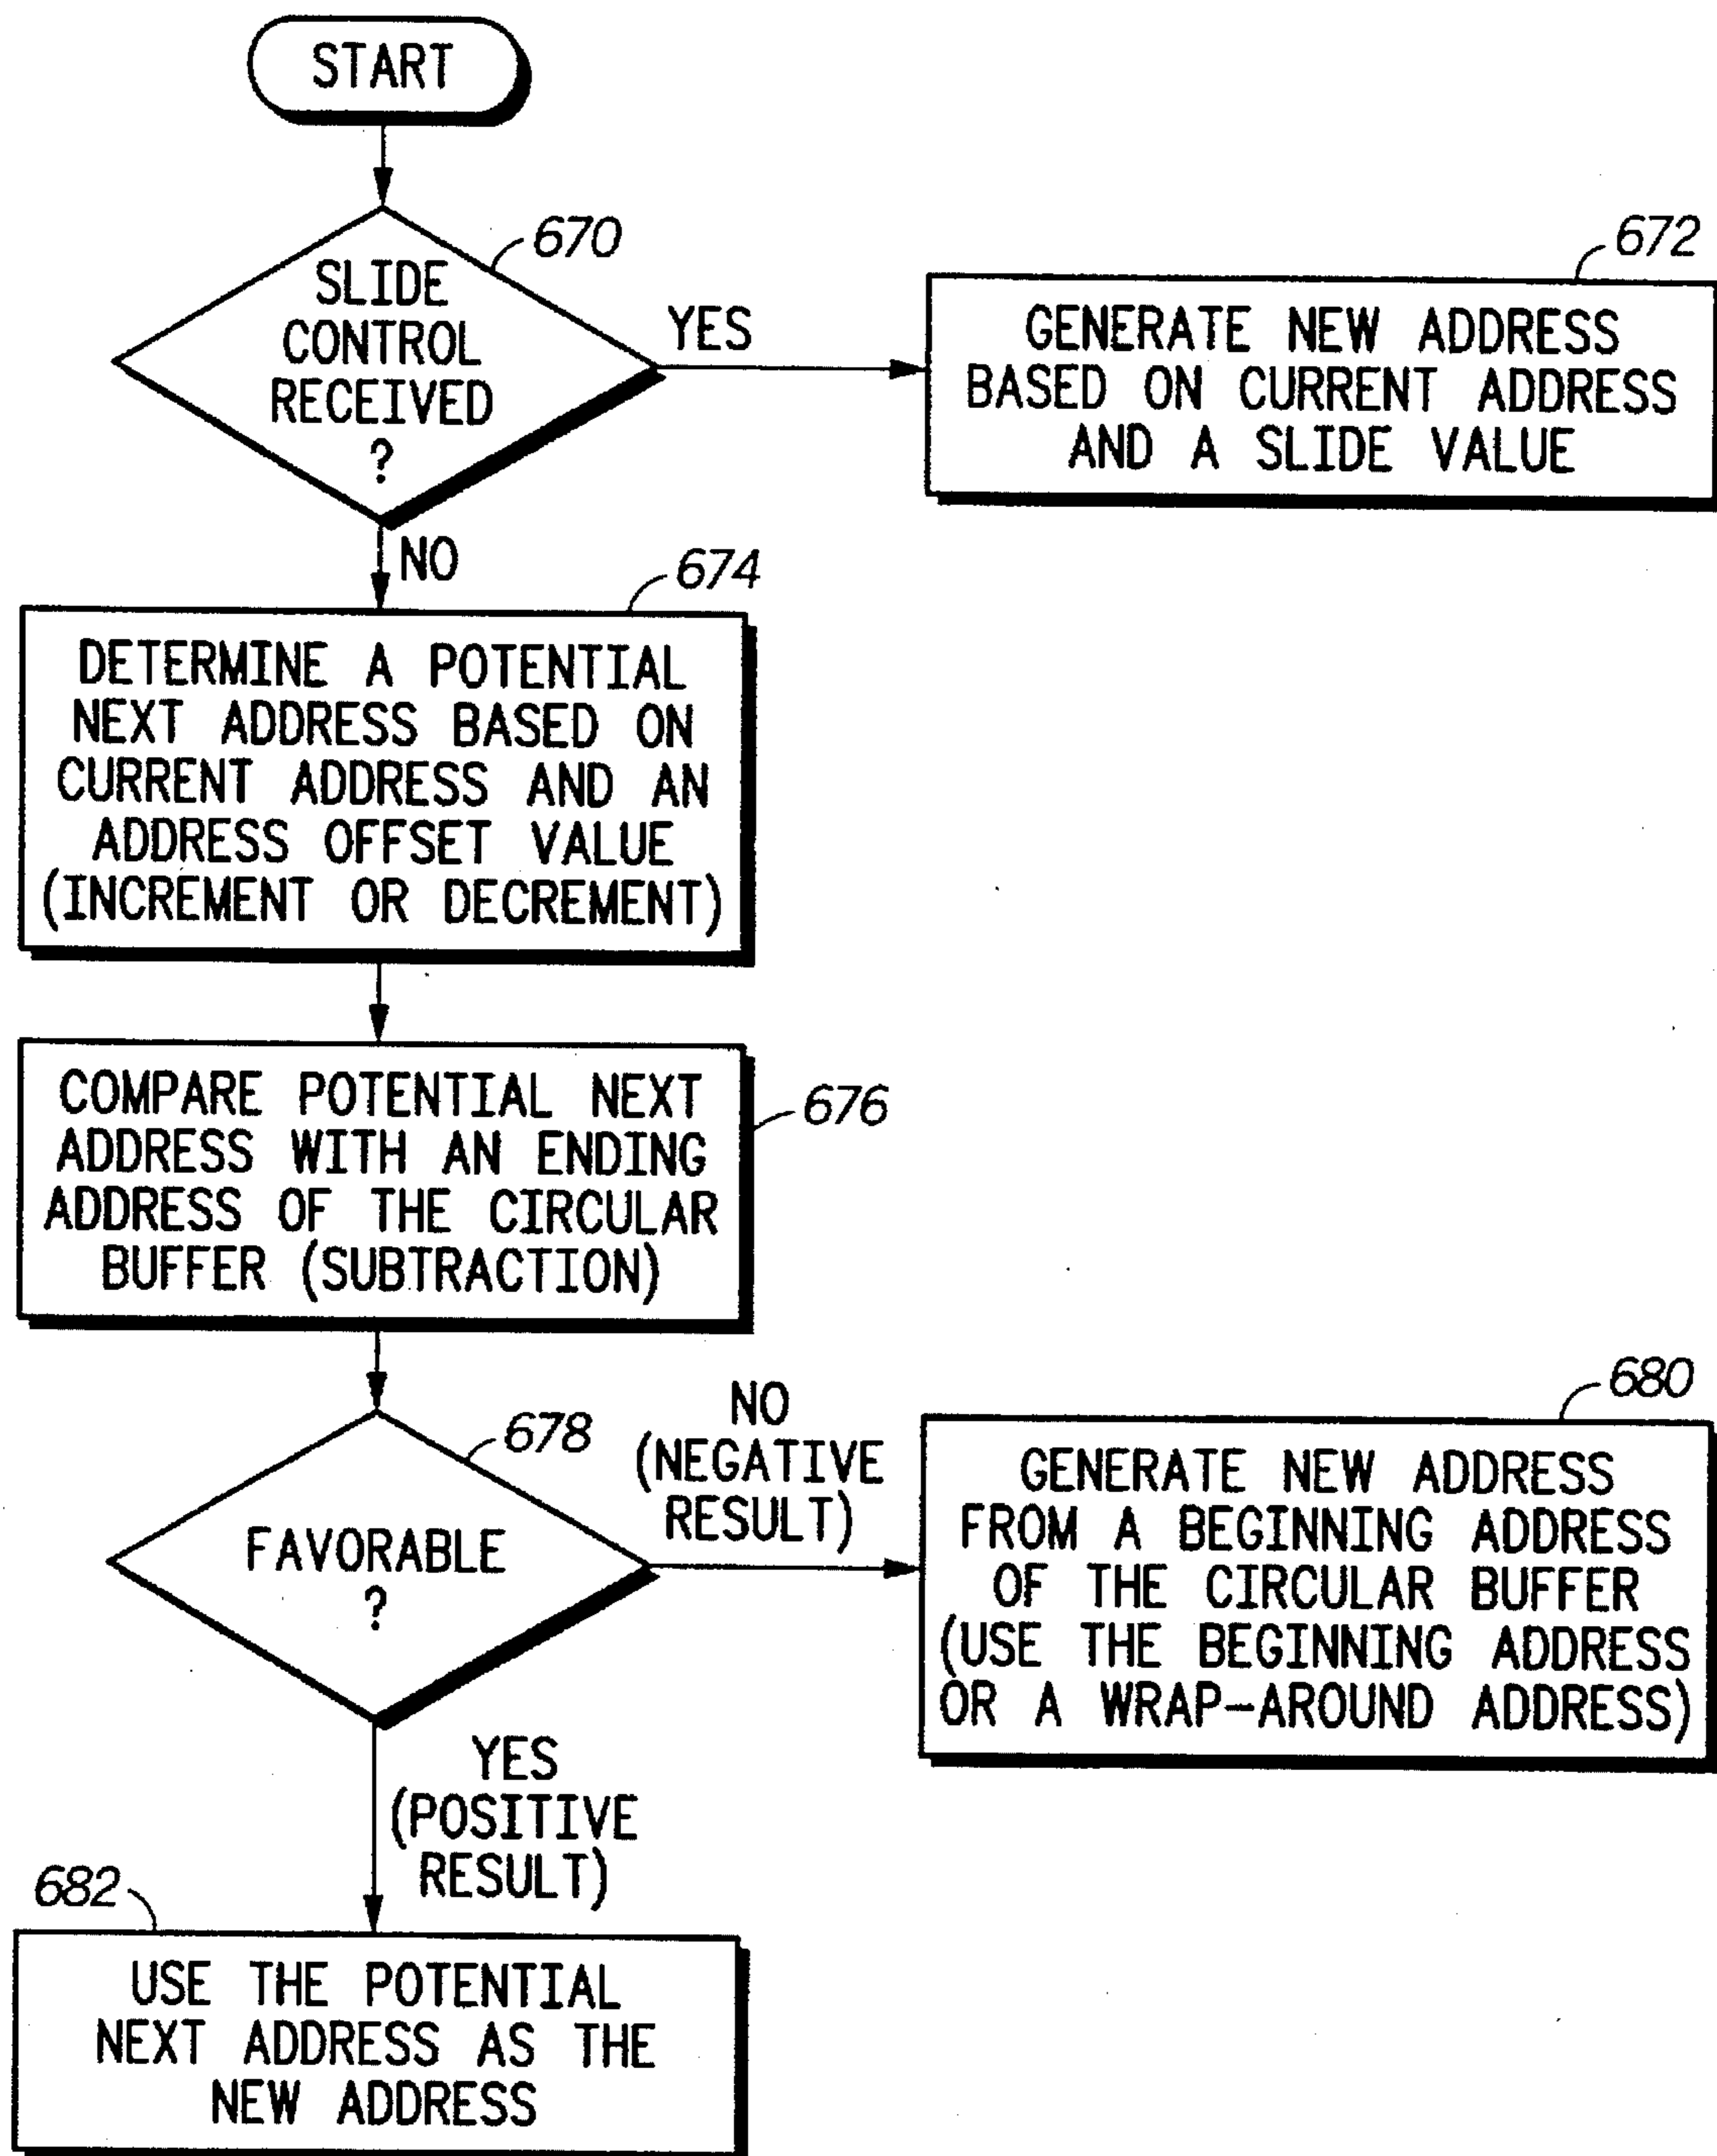 START
670
SLIDE
CONTROL
RECEIVED
?
YES
672
GENERATE NEW ADDRESS
BASED ON CURRENT ADDRESS
AND A SLIDE VALUE
NO
674
DETERMINE A POTENTIAL
NEXT ADDRESS BASED ON
CURRENT ADDRESS AND AN
ADDRESS OFFSET VALUE
(INCREMENT OR DECREMENT)
676
COMPARE POTENTIAL NEXT
ADDRESS WITH AN ENDING
ADDRESS OF THE CIRCULAR
BUFFER (SUBTRACTION)
678
FAVORABLE
?
NO
(NEGATIVE
RESULT)
680
GENERATE NEW ADDRESS
FROM A BEGINNING ADDRESS
OF THE CIRCULAR BUFFER
(USE THE BEGINNING ADDRESS
OR A WRAP-AROUND ADDRESS)
YES
(POSITIVE
RESULT)
682
USE THE POTENTIAL
NEXT ADDRESS AS THE
NEW ADDRESS